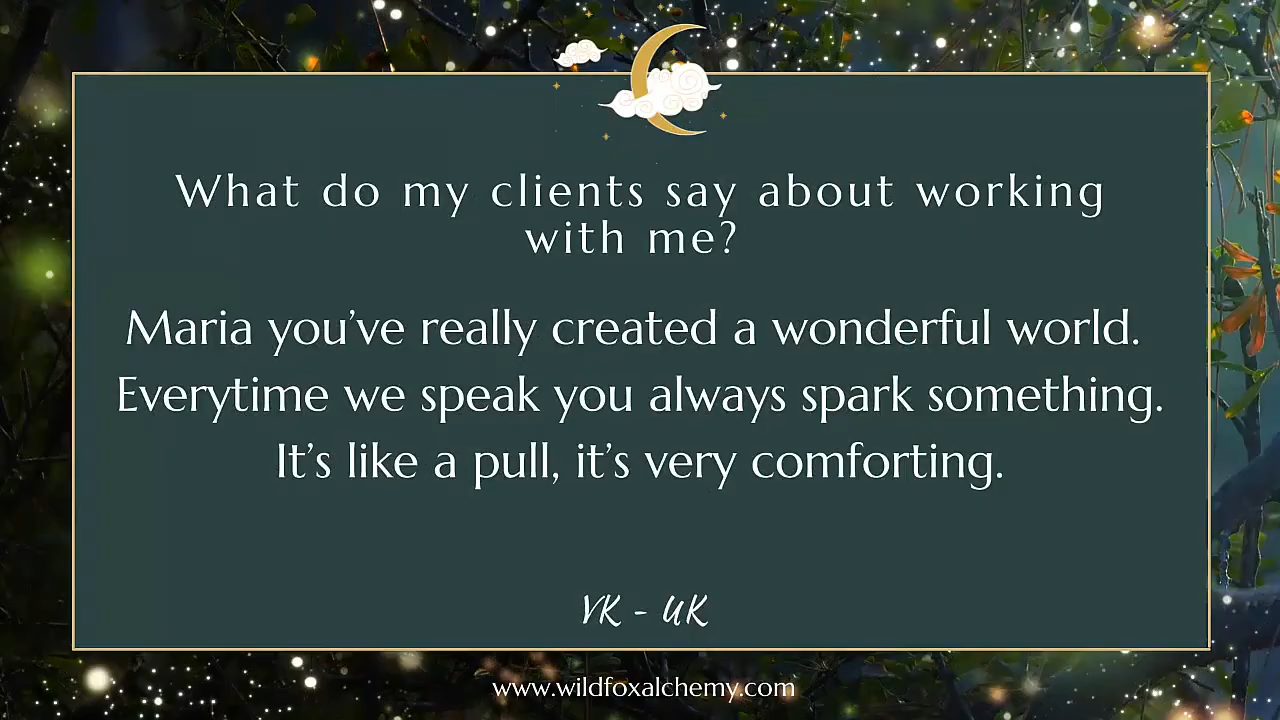 What do my clients say about working
with me?
Maria you’ve really created a wonderful world.
Everytime we speak you always spark something.
It’s like a pull, it’s very comforting.
VK - UK
www.wildfoxalchemy.com